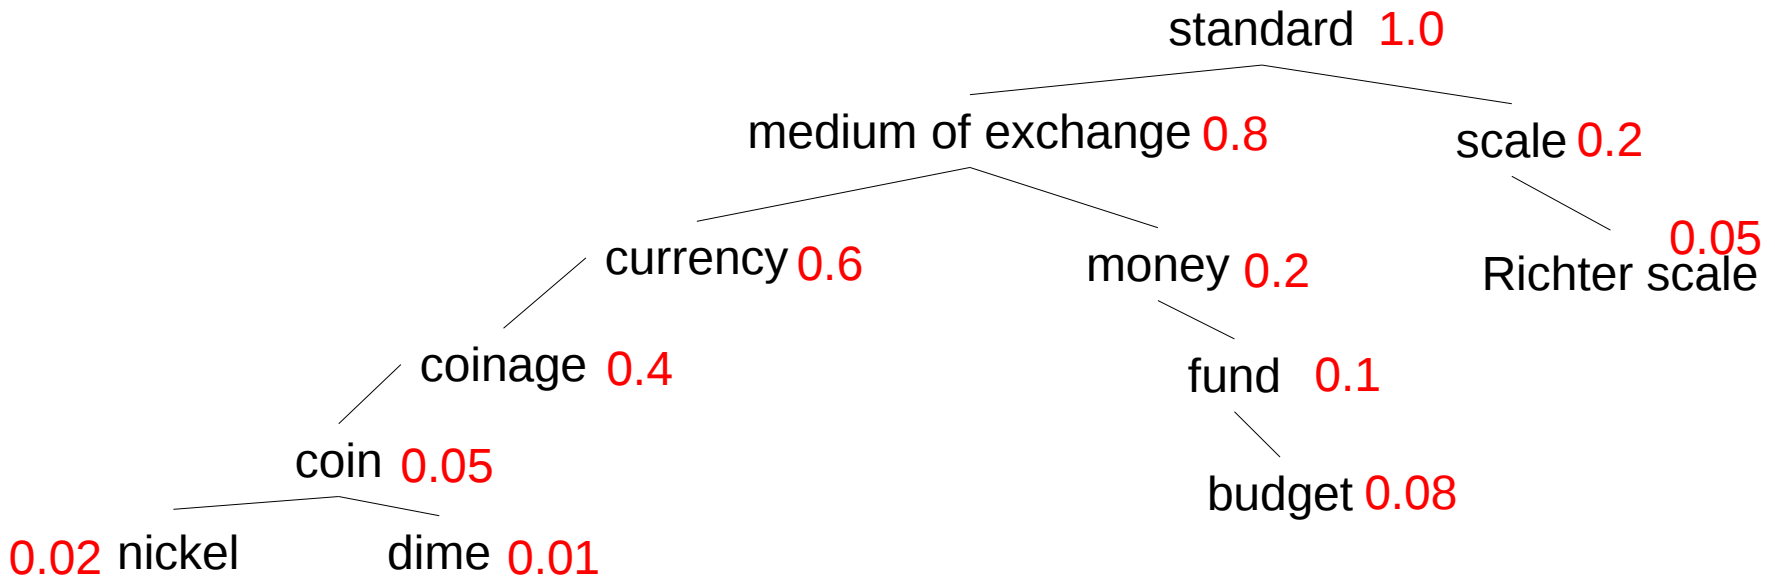 standard 1.0
medium of exchange 0.8
scale 0.2
currency 0.6
money 0.2
0.05
Richter scale
coinage 0.4
fund 0.1
coin 0.05
budget 0.08
0.02 nickel
dime 0.01